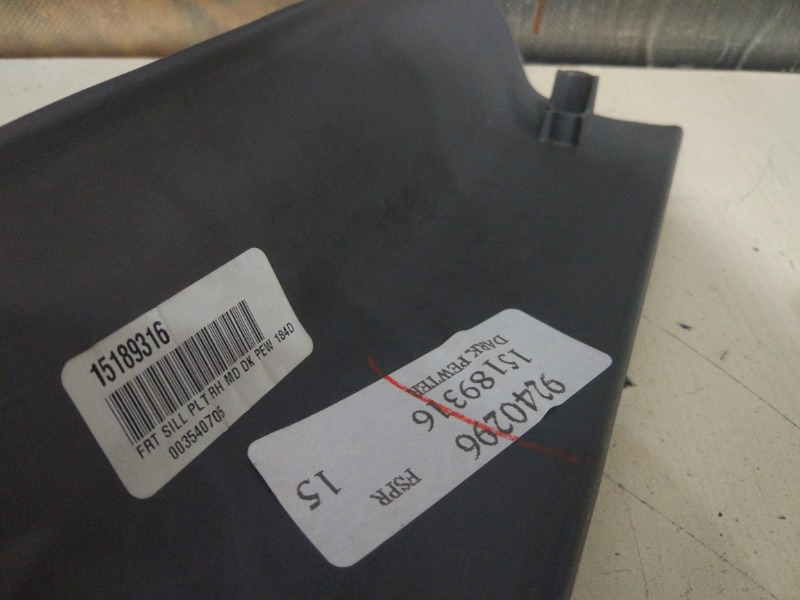 15189316
FRT SILL PLT RH MD DK PEW 184D
003540705
9240296
15189316
DARK PEWTER
FSPR
15